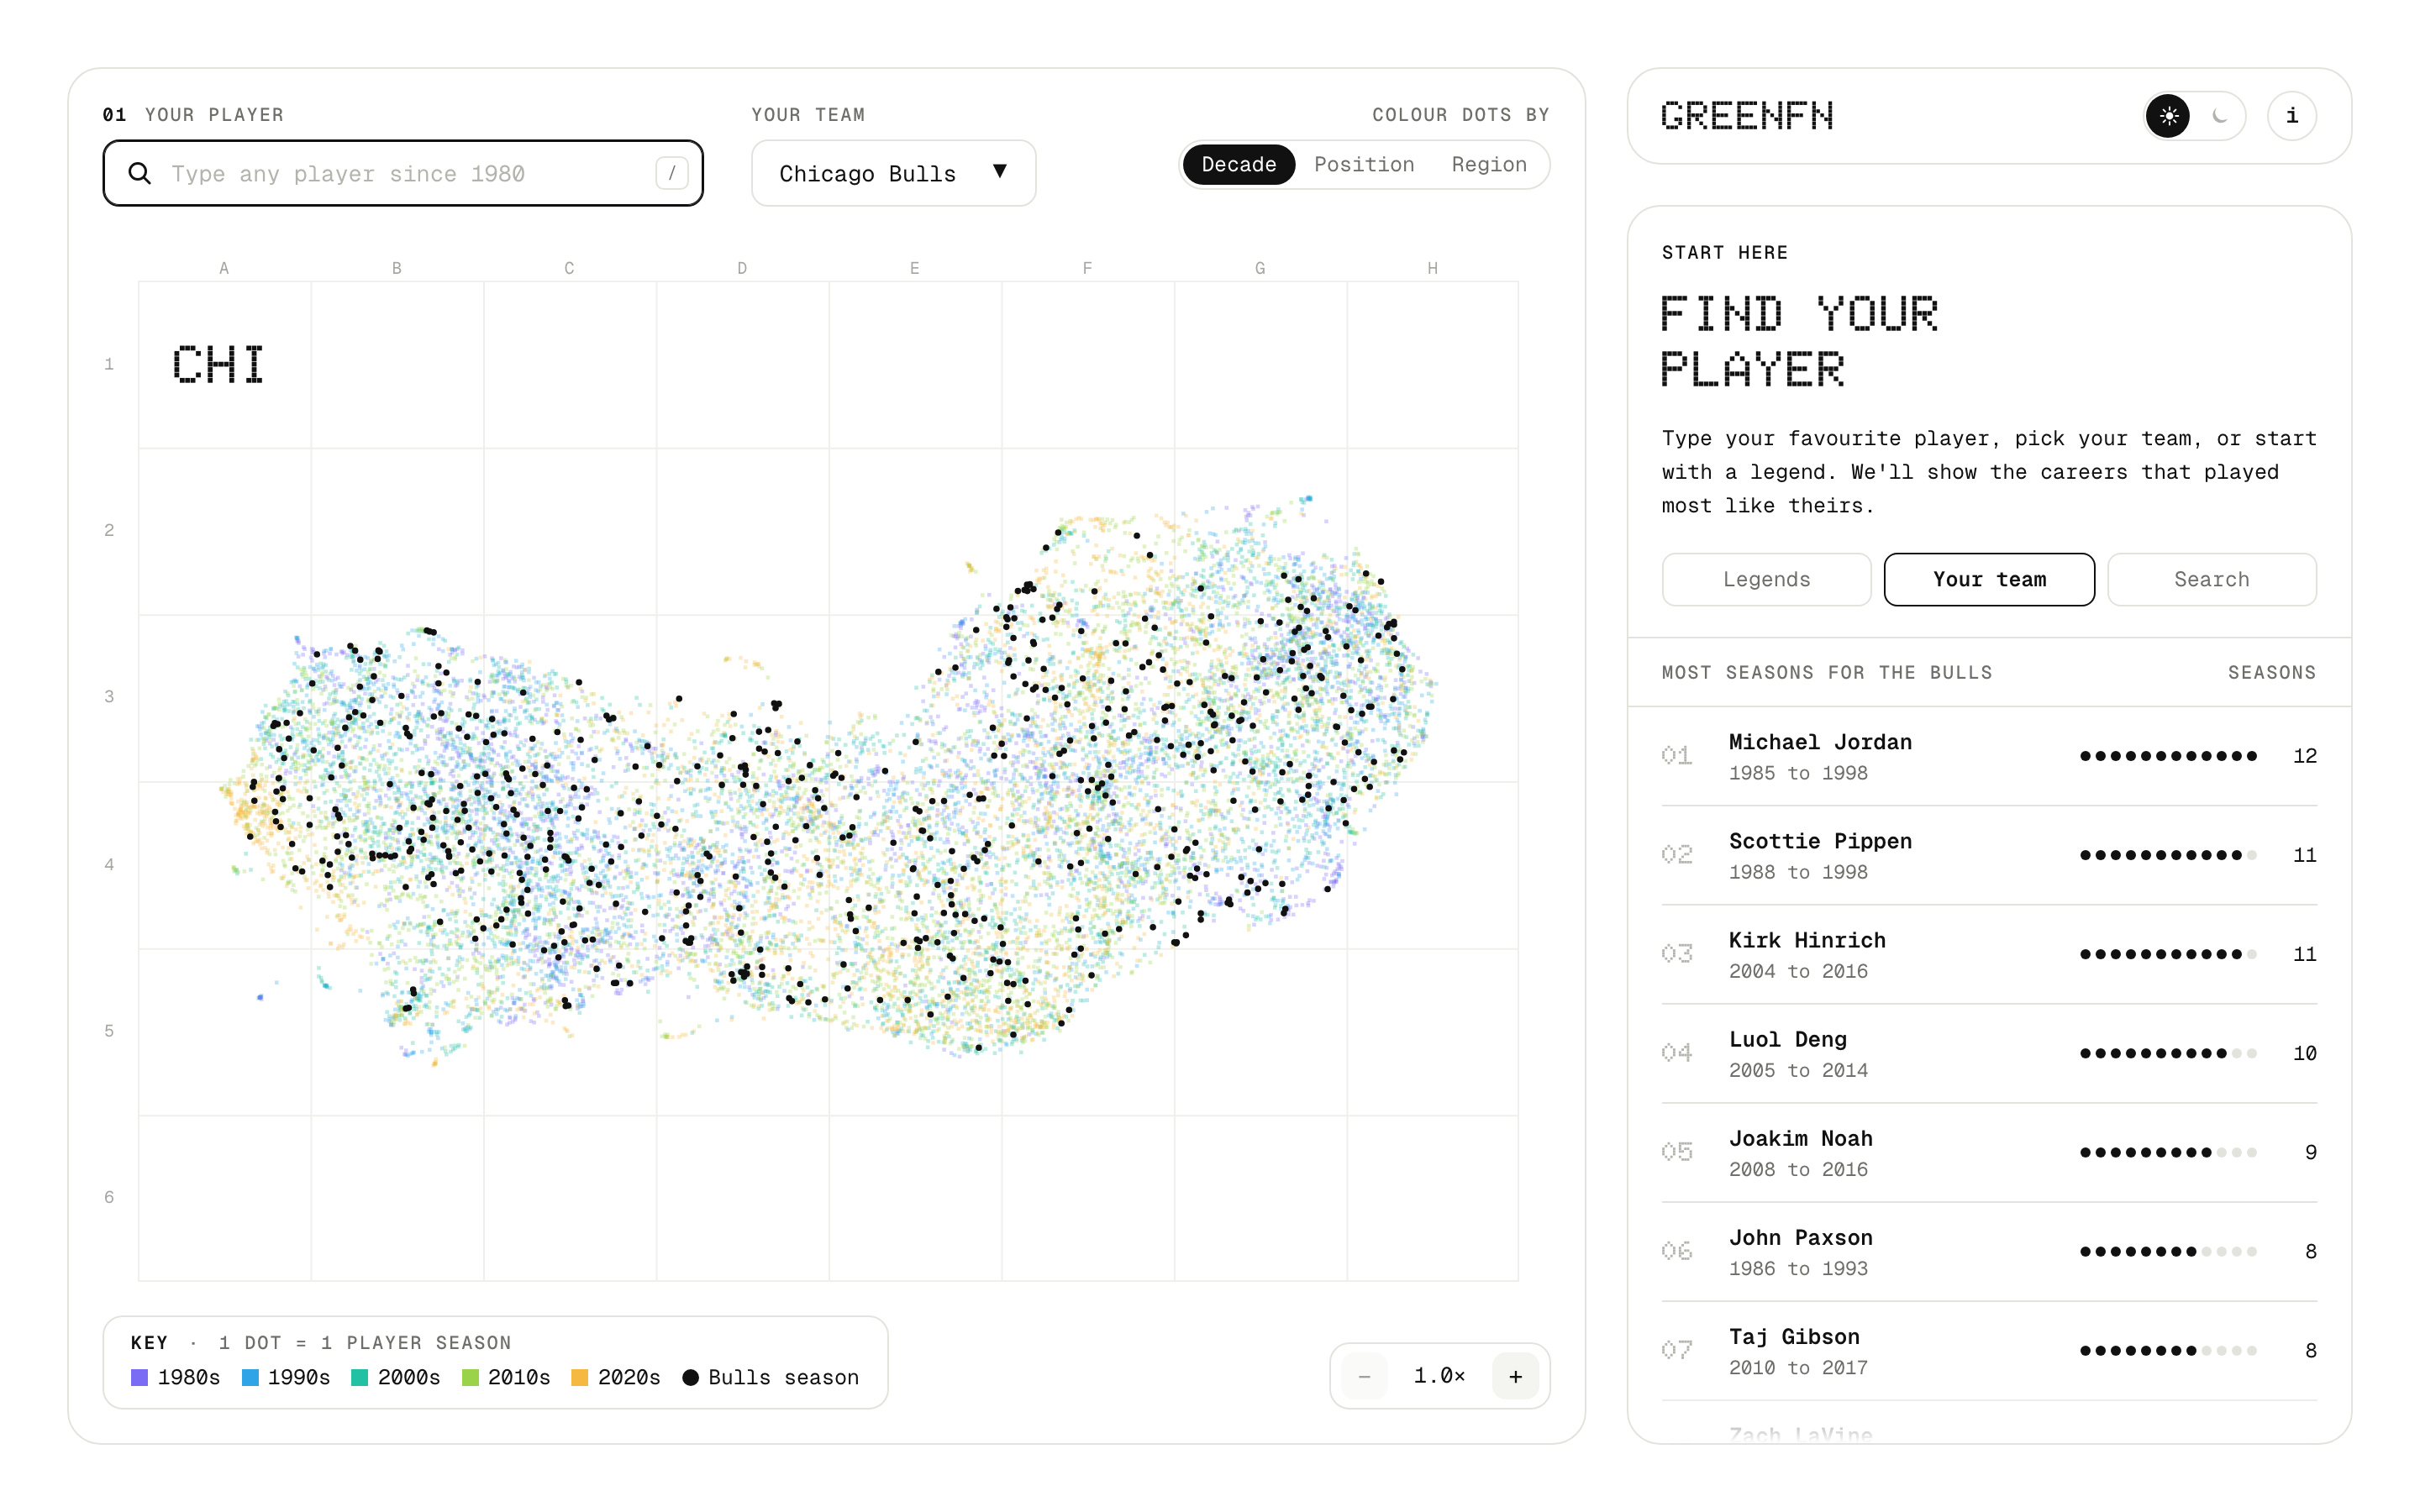 01 YOUR PLAYER
Type any player since 1980
/
YOUR TEAM
Chicago Bulls ▼
COLOUR DOTS BY
Decade Position Region
A B C D E F G H
1
2
3
4
5
6
CHI
KEY · 1 DOT = 1 PLAYER SEASON
1980s 1990s 2000s 2010s 2020s Bulls season
− 1.0× +
GREENFN
i
START HERE
FIND YOUR
PLAYER
Type your favourite player, pick your team, or start
with a legend. We'll show the careers that played
most like theirs.
Legends Your team Search
MOST SEASONS FOR THE BULLS SEASONS
01 Michael Jordan 12
1985 to 1998
02 Scottie Pippen 11
1988 to 1998
03 Kirk Hinrich 11
2004 to 2016
04 Luol Deng 10
2005 to 2014
05 Joakim Noah 9
2008 to 2016
06 John Paxson 8
1986 to 1993
07 Taj Gibson 8
2010 to 2017
Zach LaVine